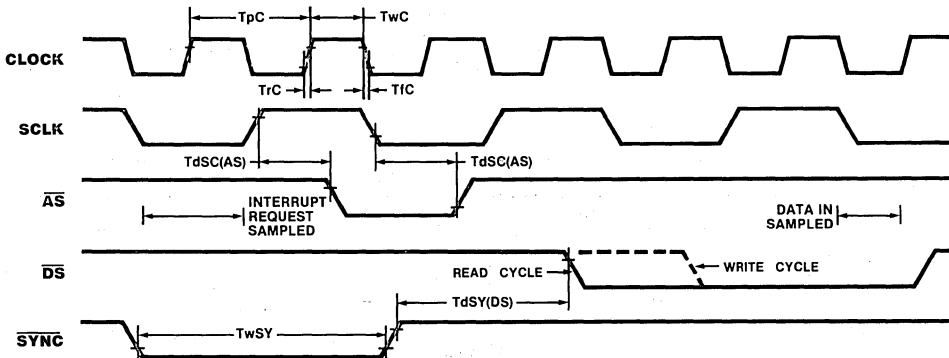 TpC
TwC
CLOCK
TrC
TfC
SCLK
TdSC(AS)
TdSC(AS)
AS
INTERRUPT
REQUEST
SAMPLED
DATA IN
SAMPLED
DS
READ CYCLE
WRITE CYCLE
TdSY(DS)
SYNC
TwSY